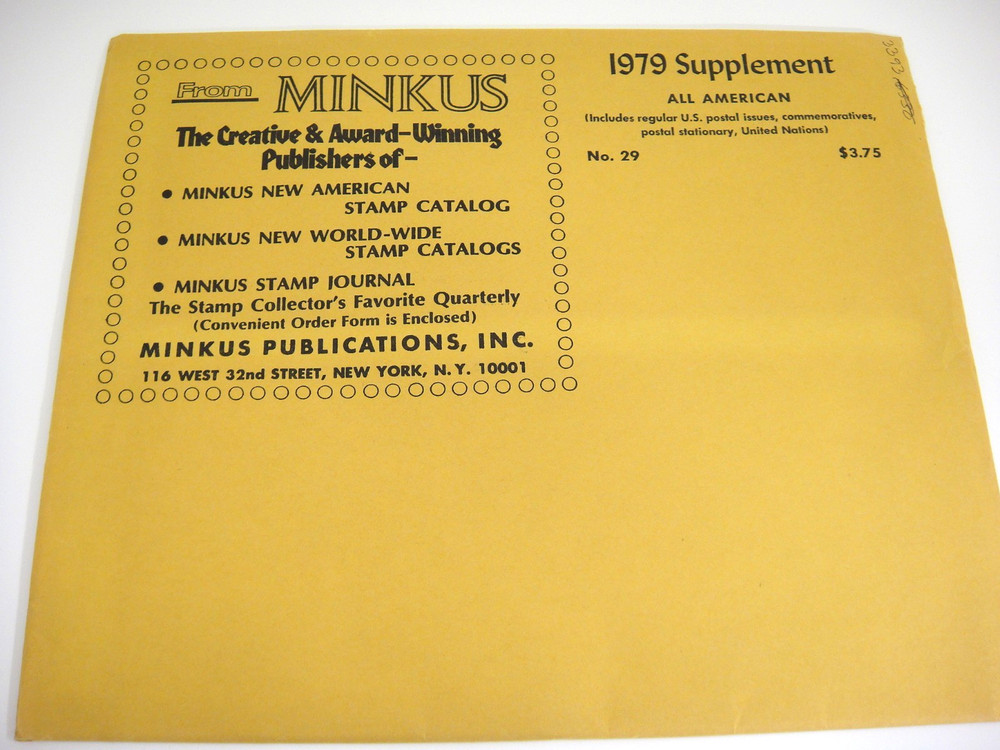 From MINKUS
The Creative & Award-Winning
Publishers of -
• MINKUS NEW AMERICAN
STAMP CATALOG
• MINKUS NEW WORLD-WIDE
STAMP CATALOGS
• MINKUS STAMP JOURNAL
The Stamp Collector's Favorite Quarterly
(Convenient Order Form is Enclosed)
MINKUS PUBLICATIONS, INC.
116 WEST 32nd STREET, NEW YORK, N.Y. 10001
1979 Supplement
ALL AMERICAN
(Includes regular U.S. postal issues, commemoratives,
postal stationary, United Nations)
No. 29 $3.75